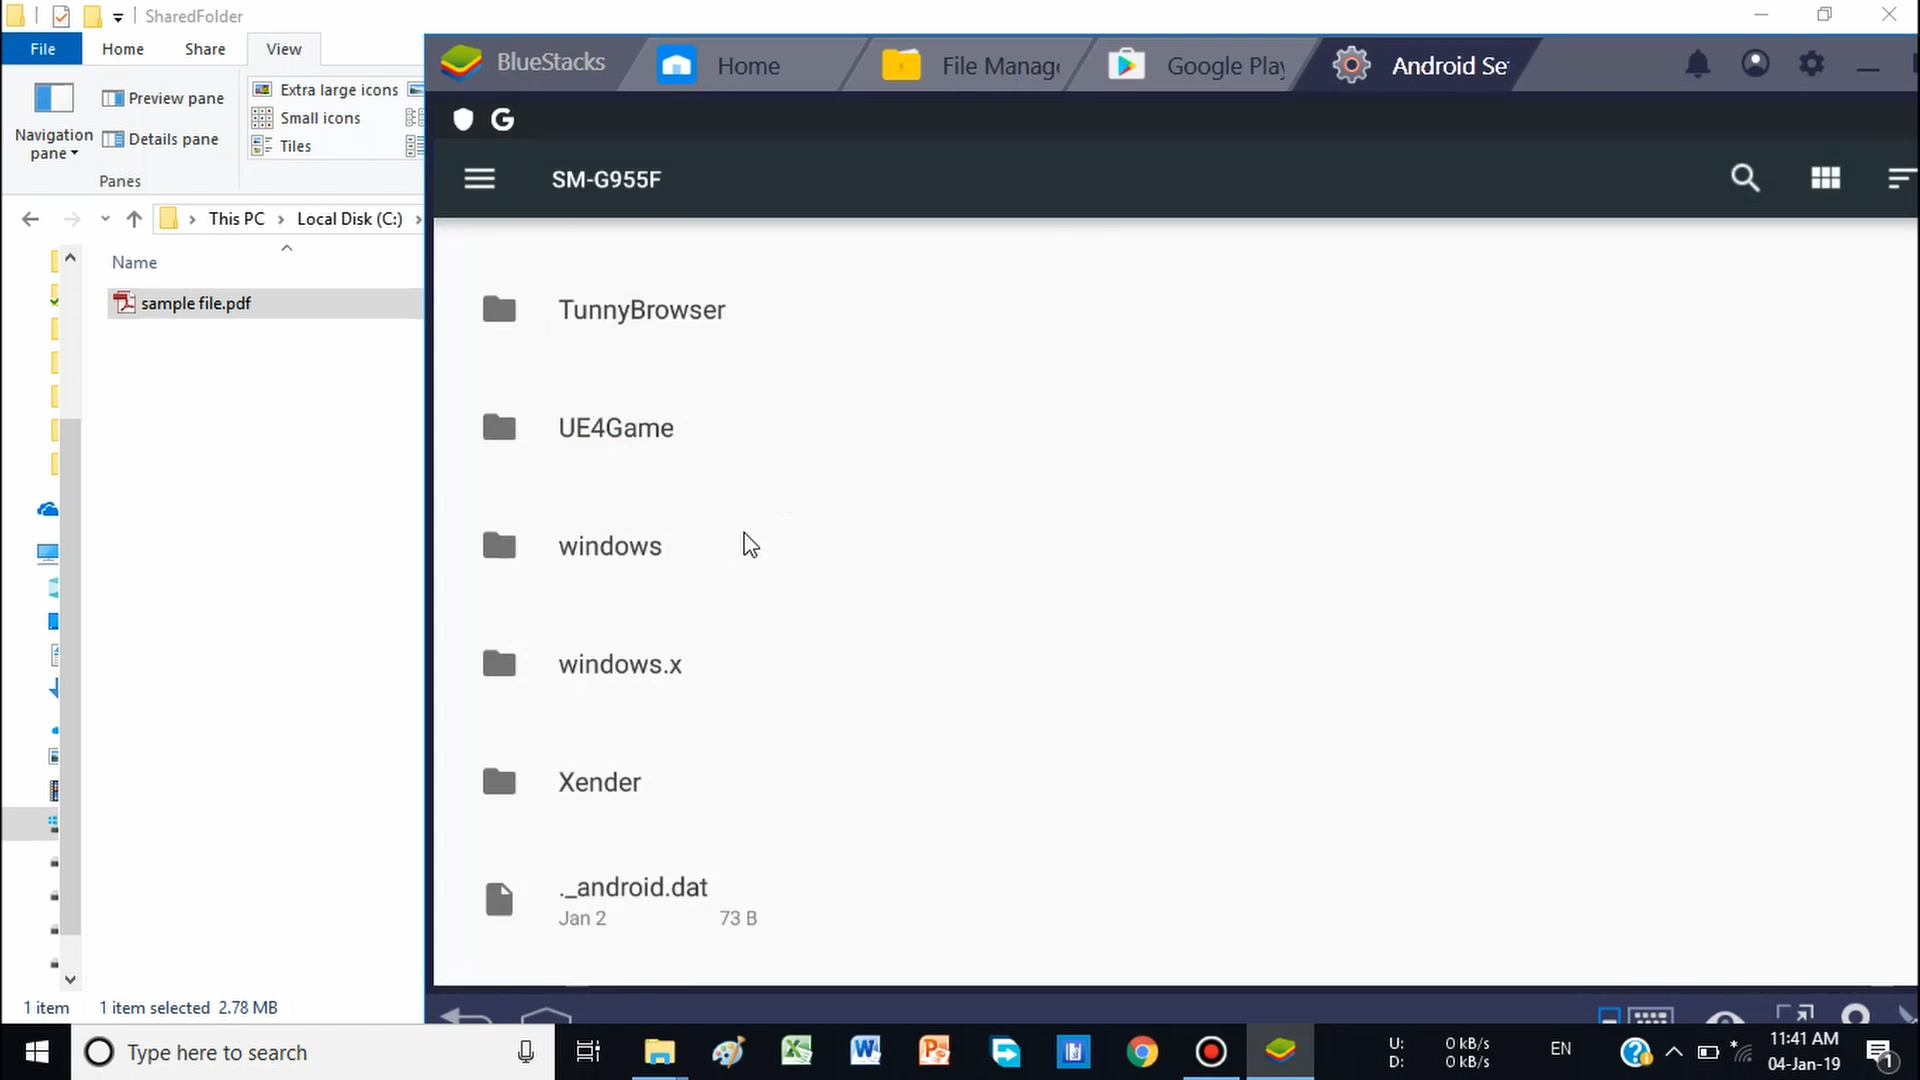 SharedFolder
File Home Share View
Navigation pane
Preview pane
Details pane
Extra large icons
Small icons
Tiles
Panes
This PC > Local Disk (C:) >
Name
sample file.pdf
1 item 1 item selected 2.78 MB
BlueStacks Home File Manage Google Play Android Set
SM-G955F
TunnyBrowser
UE4Game
windows
windows.x
Xender
._android.dat
Jan 2 73 B
Type here to search
U: 0 kB/s
D: 0 kB/s
EN
11:41 AM
04-Jan-19
1